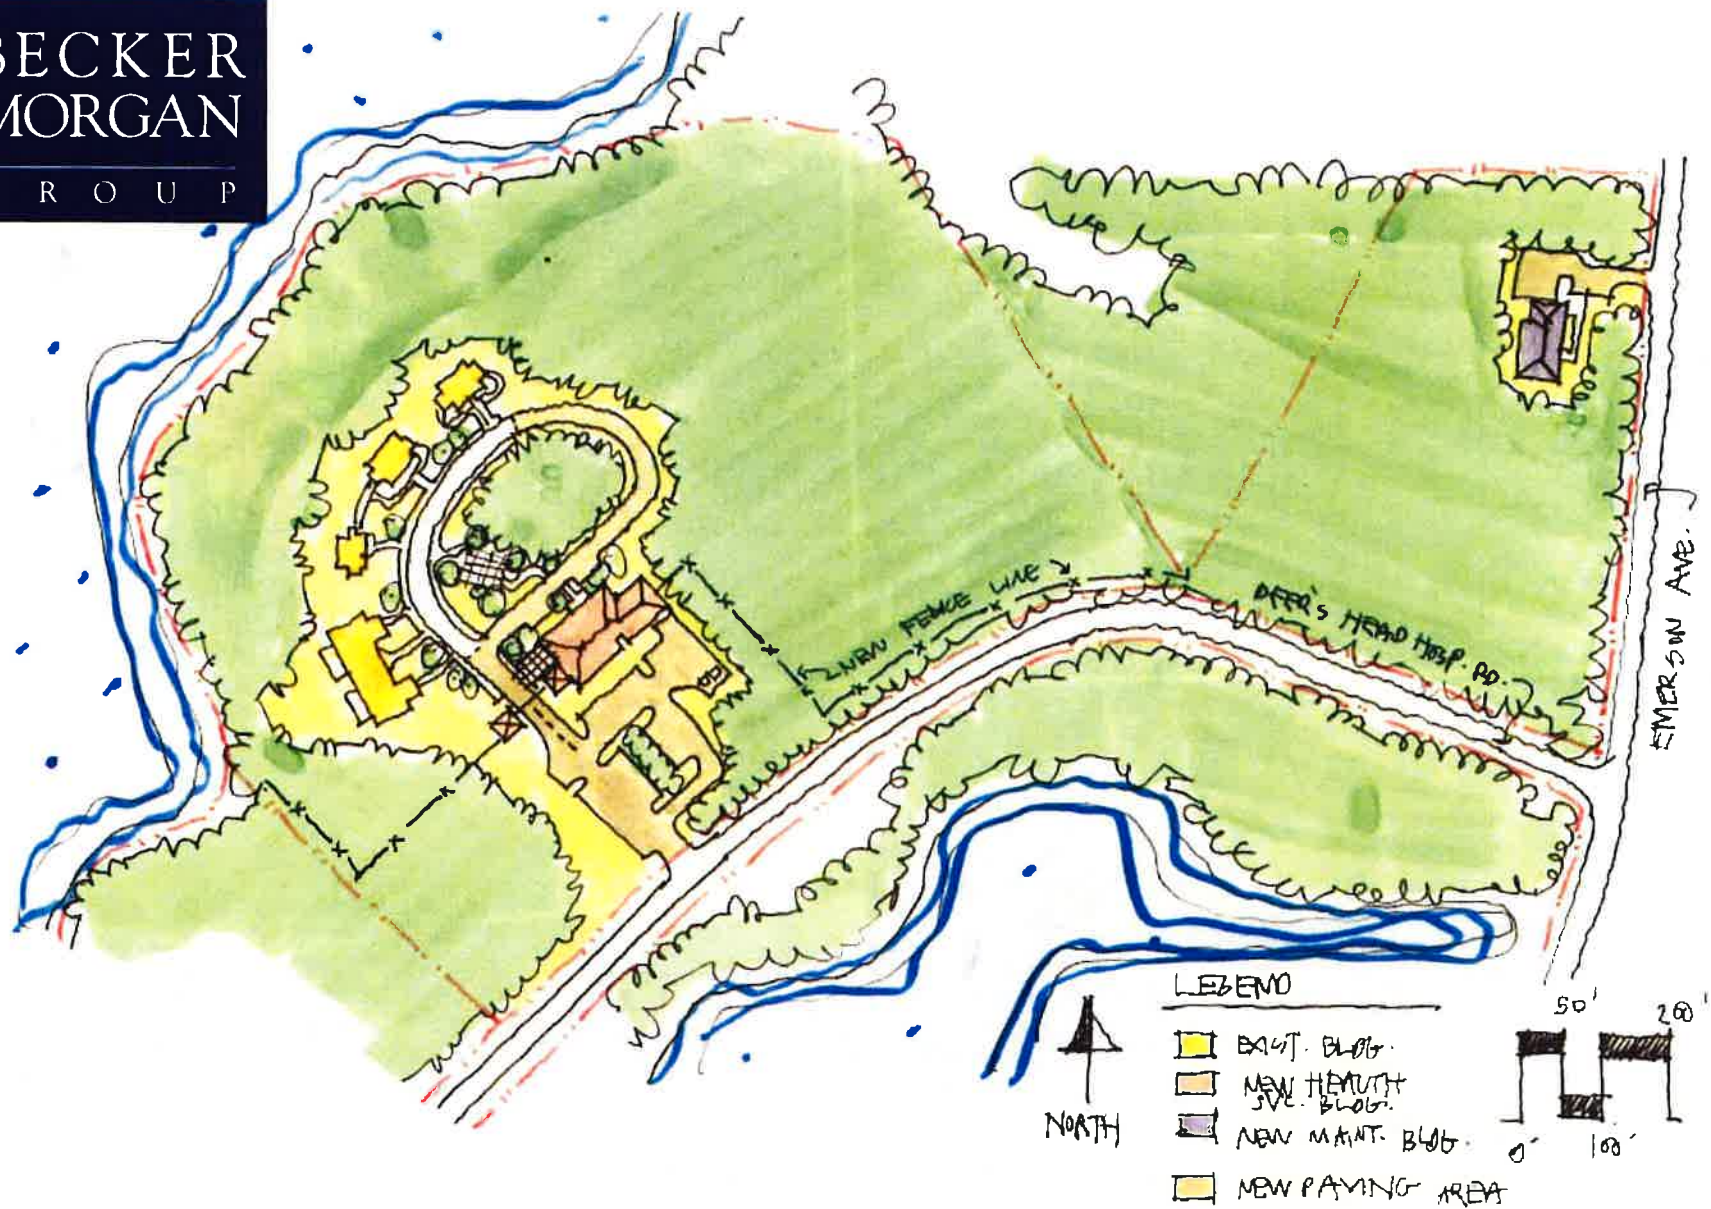 BECKER
MORGAN
ROUP
NEW FENCE LINE
DEER'S HEAD HOSP. RD.
EMERSON AVE.
LEGEND
EXIST. BLDG.
NEW HEALTH
SVC. BLDG.
NEW MAINT. BLDG.
NEW PAVING AREA
NORTH
50'
200'
0'
100'